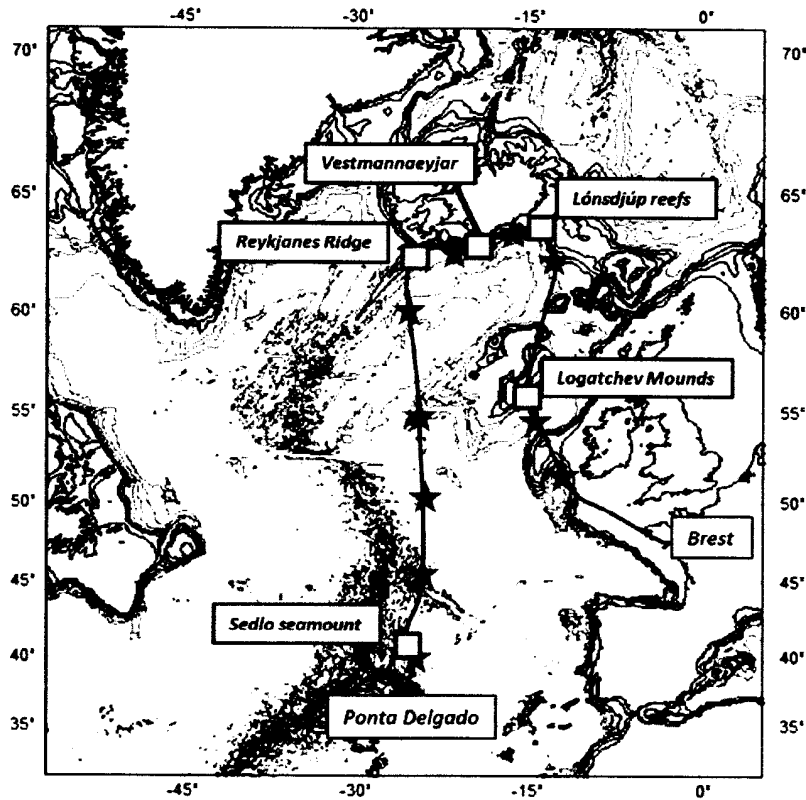 -45° -30° -15° 0°
70° 70°
Vestmannaeyjar
65° 65°
Lónsdjúp reefs
Reykjanes Ridge
60° 60°
Logatchev Mounds
55° 55°
50° 50°
Brest
45° 45°
Sedlo seamount
40° 40°
Ponta Delgado
35° 35°
-45° -30° -15° 0°